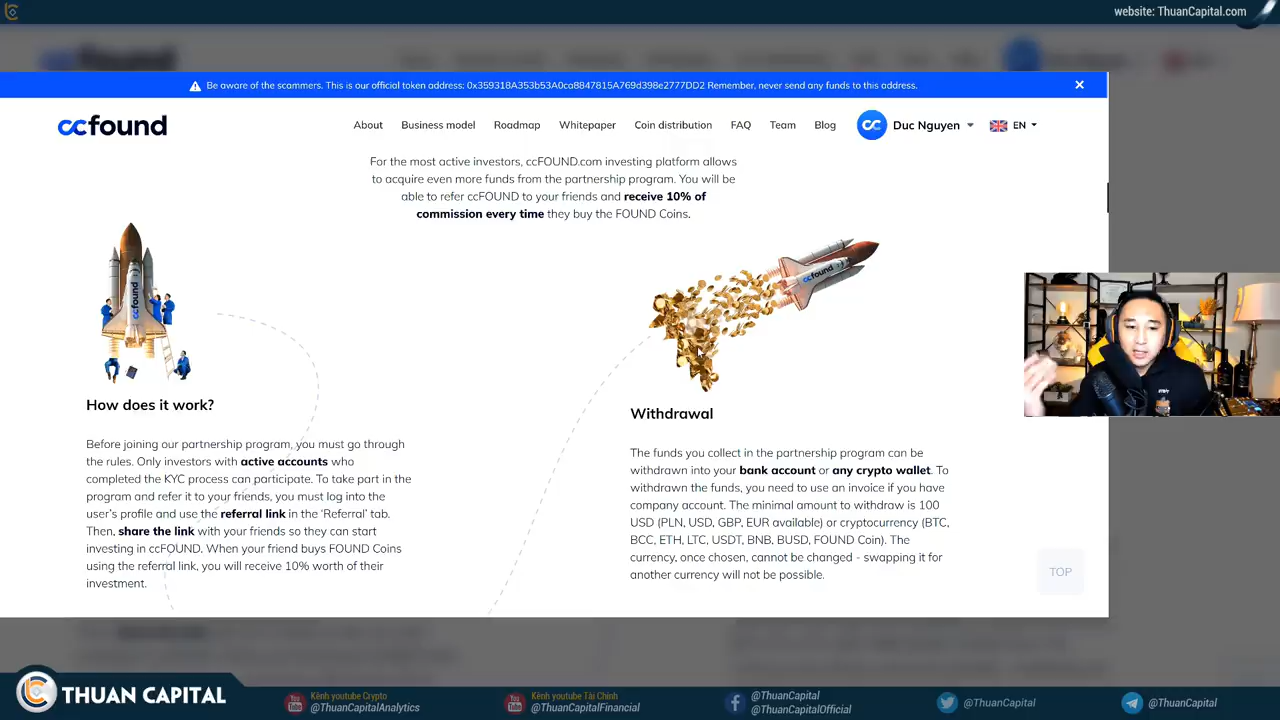 website: ThuanCapital.com
Be aware of the scammers. This is our official token address: 0x359318A353b53A0ca8847815A769d398e2777DD2 Remember, never send any funds to this address.
ccfound
About Business model Roadmap Whitepaper Coin distribution FAQ Team Blog Duc Nguyen EN
For the most active investors, ccFOUND.com investing platform allows
to acquire even more funds from the partnership program. You will be
able to refer ccFOUND to your friends and receive 10% of
commission every time they buy the FOUND Coins.
ccfound
ccfound
How does it work?
Before joining our partnership program, you must go through
the rules. Only investors with active accounts who
completed the KYC process can participate. To take part in the
program and refer it to your friends, you must log into the
user's profile and use the referral link in the 'Referral' tab.
Then, share the link with your friends so they can start
investing in ccFOUND. When your friend buys FOUND Coins
using the referral link, you will receive 10% worth of their
investment.
Withdrawal
The funds you collect in the partnership program can be
withdrawn into your bank account or any crypto wallet. To
withdrawn the funds, you need to use an invoice if you have
company account. The minimal amount to withdraw is 100
USD (PLN, USD, GBP, EUR available) or cryptocurrency (BTC,
BCC, ETH, LTC, USDT, BNB, BUSD, FOUND Coin). The
currency, once chosen, cannot be changed - swapping it for
another currency will not be possible.
TOP
THUAN CAPITAL
Kênh youtube Crypto
@ThuanCapitalAnalytics
Kênh youtube Tài Chính
@ThuanCapitalFinancial
@ThuanCapital
@ThuanCapitalOfficial
@ThuanCapital
@ThuanCapital